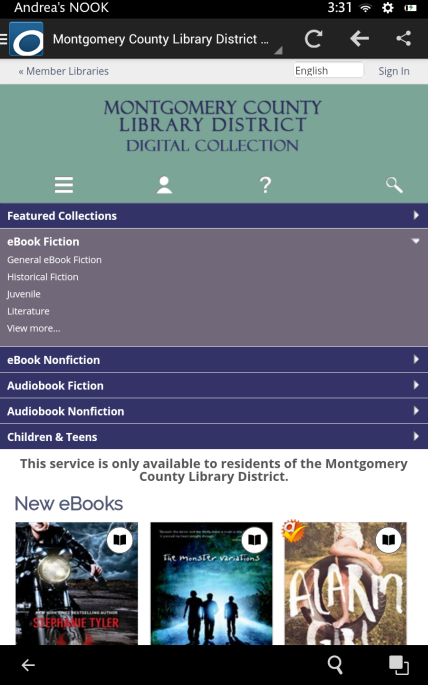 Andrea's NOOK 3:31
Montgomery County Library District ...
« Member Libraries English Sign In
MONTGOMERY COUNTY
LIBRARY DISTRICT
DIGITAL COLLECTION
?
Featured Collections
eBook Fiction
General eBook Fiction
Historical Fiction
Juvenile
Literature
View more...
eBook Nonfiction
Audiobook Fiction
Audiobook Nonfiction
Children & Teens
This service is only available to residents of the Montgomery
County Library District.
New eBooks
The Monster Variations
ALARM
BESTSELLING AUTHOR
STEPHANIE TYLER